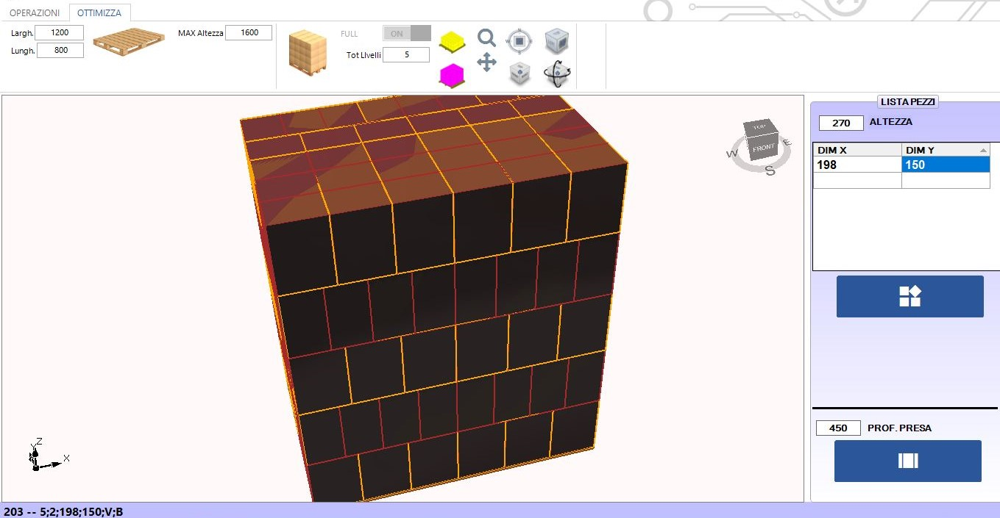 OPERAZIONI OTTIMIZZA
Largh. 1200
Lungh. 800
MAX Altezza 1600
FULL ON
Tot LIvelli 5
LISTA PEZZI
270 ALTEZZA
DIM X DIM Y
198 150
TOP
FRONT
W
S
E
450 PROF. PRESA
Z
Y
X
203 -- 5;2;198;150;V;B